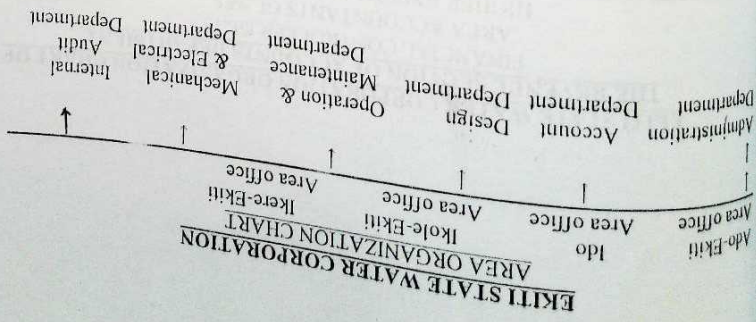 EKITI STATE WATER CORPORATION
AREA ORGANIZATION CHART
Ado-Ekiti
Area office
Ido
Area office
Ikole-Ekiti
Area office
Ikere-Ekiti
Area office
Administration
Department
Account
Department
Design
Department
Operation &
Maintenance
Department
Mechanical
& Electrical
Department
Internal
Audit
Department